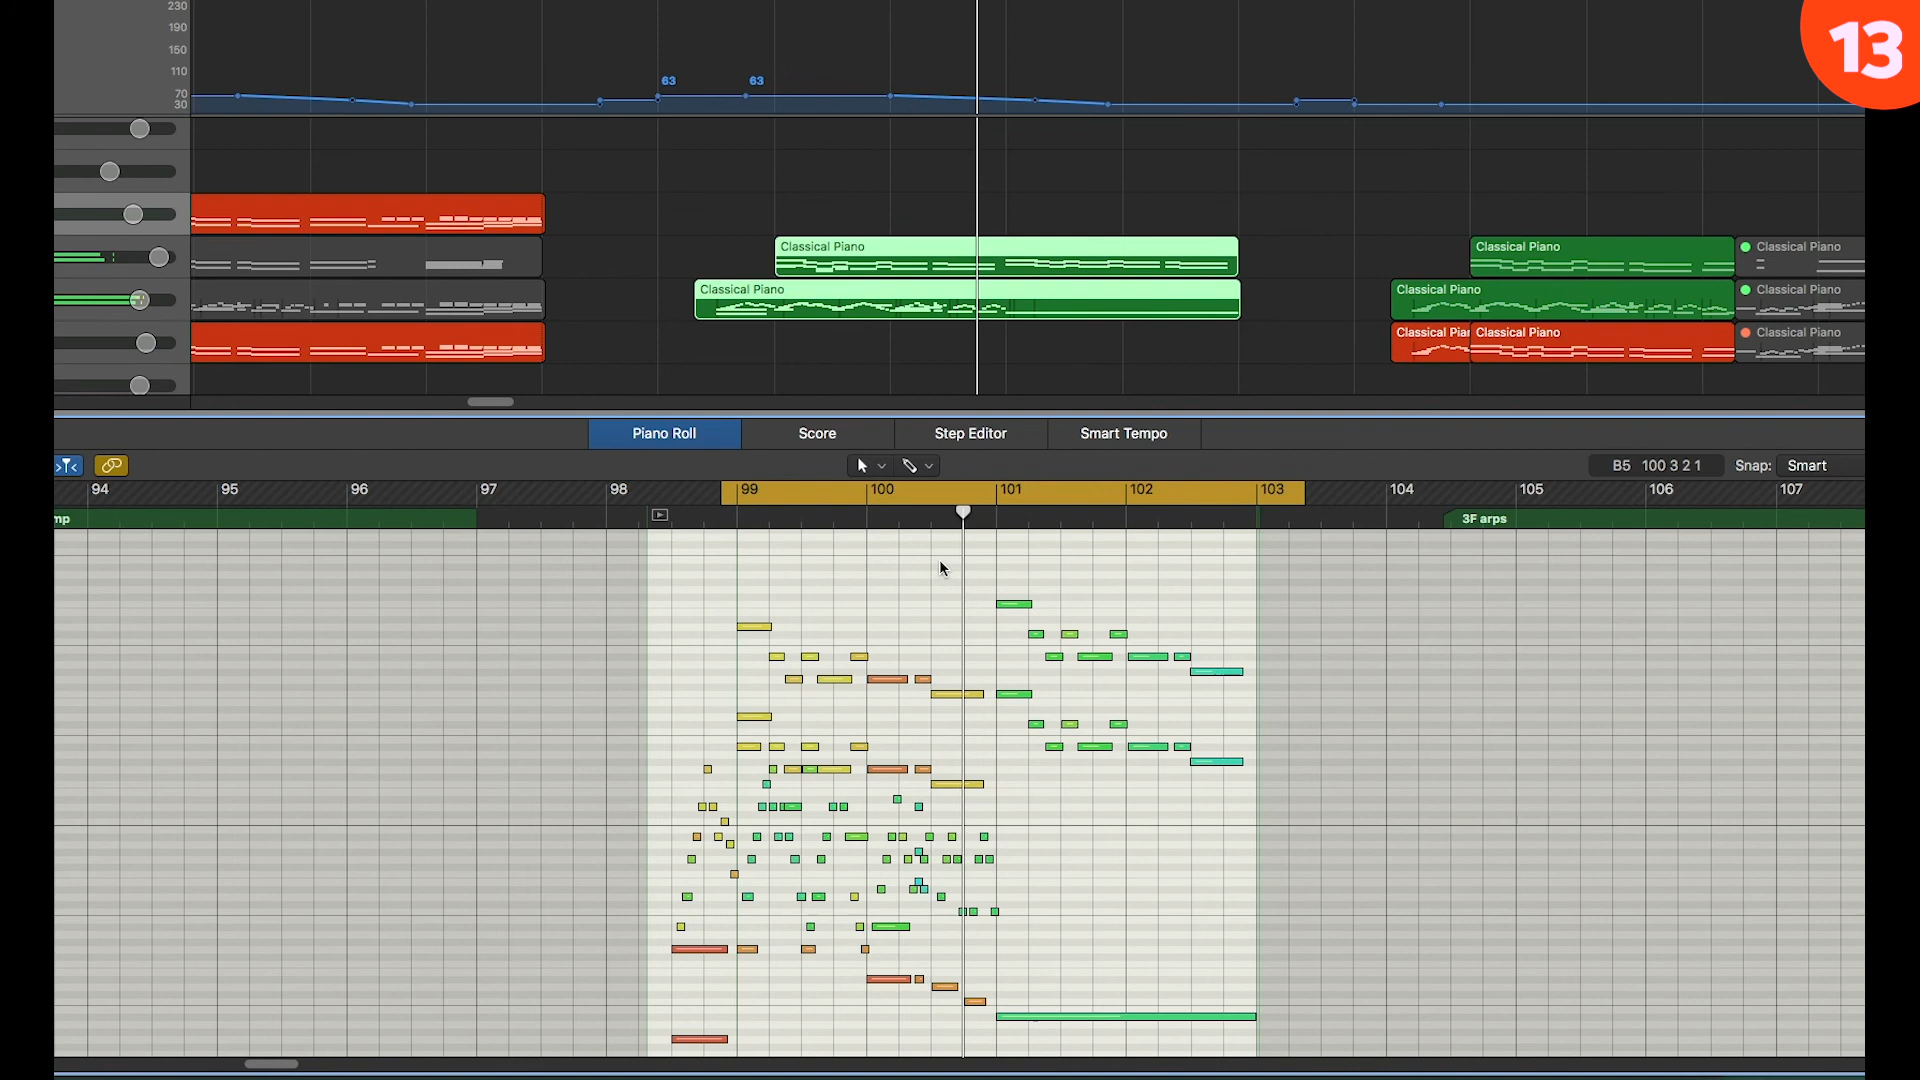 230
190
150
110
70
30
63 63
13
Classical Piano Classical Piano Classical Piano
Classical Piano Classical Piano Classical Piano
Classical Piar Classical Piano Classical Piano
Piano Roll Score Step Editor Smart Tempo
B5 100 3 2 1 Snap: Smart
94 95 96 97 98 99 100 101 102 103 104 105 106 107
mp 3F arps